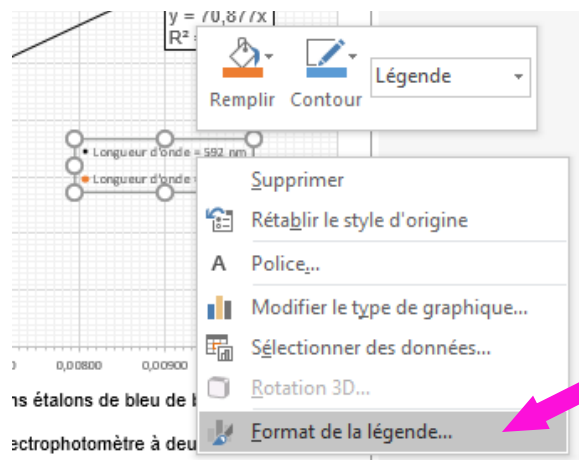 y = 70,877x
R² =
Remplir Contour
Légende
Longueur d'onde = 592 nm
Longueur d'onde
Supprimer
Rétablir le style d'origine
Police...
Modifier le type de graphique...
Sélectionner des données...
Rotation 3D...
Format de la légende...
0,00800 0,00900
ns étalons de bleu de
ectrophotomètre à deu